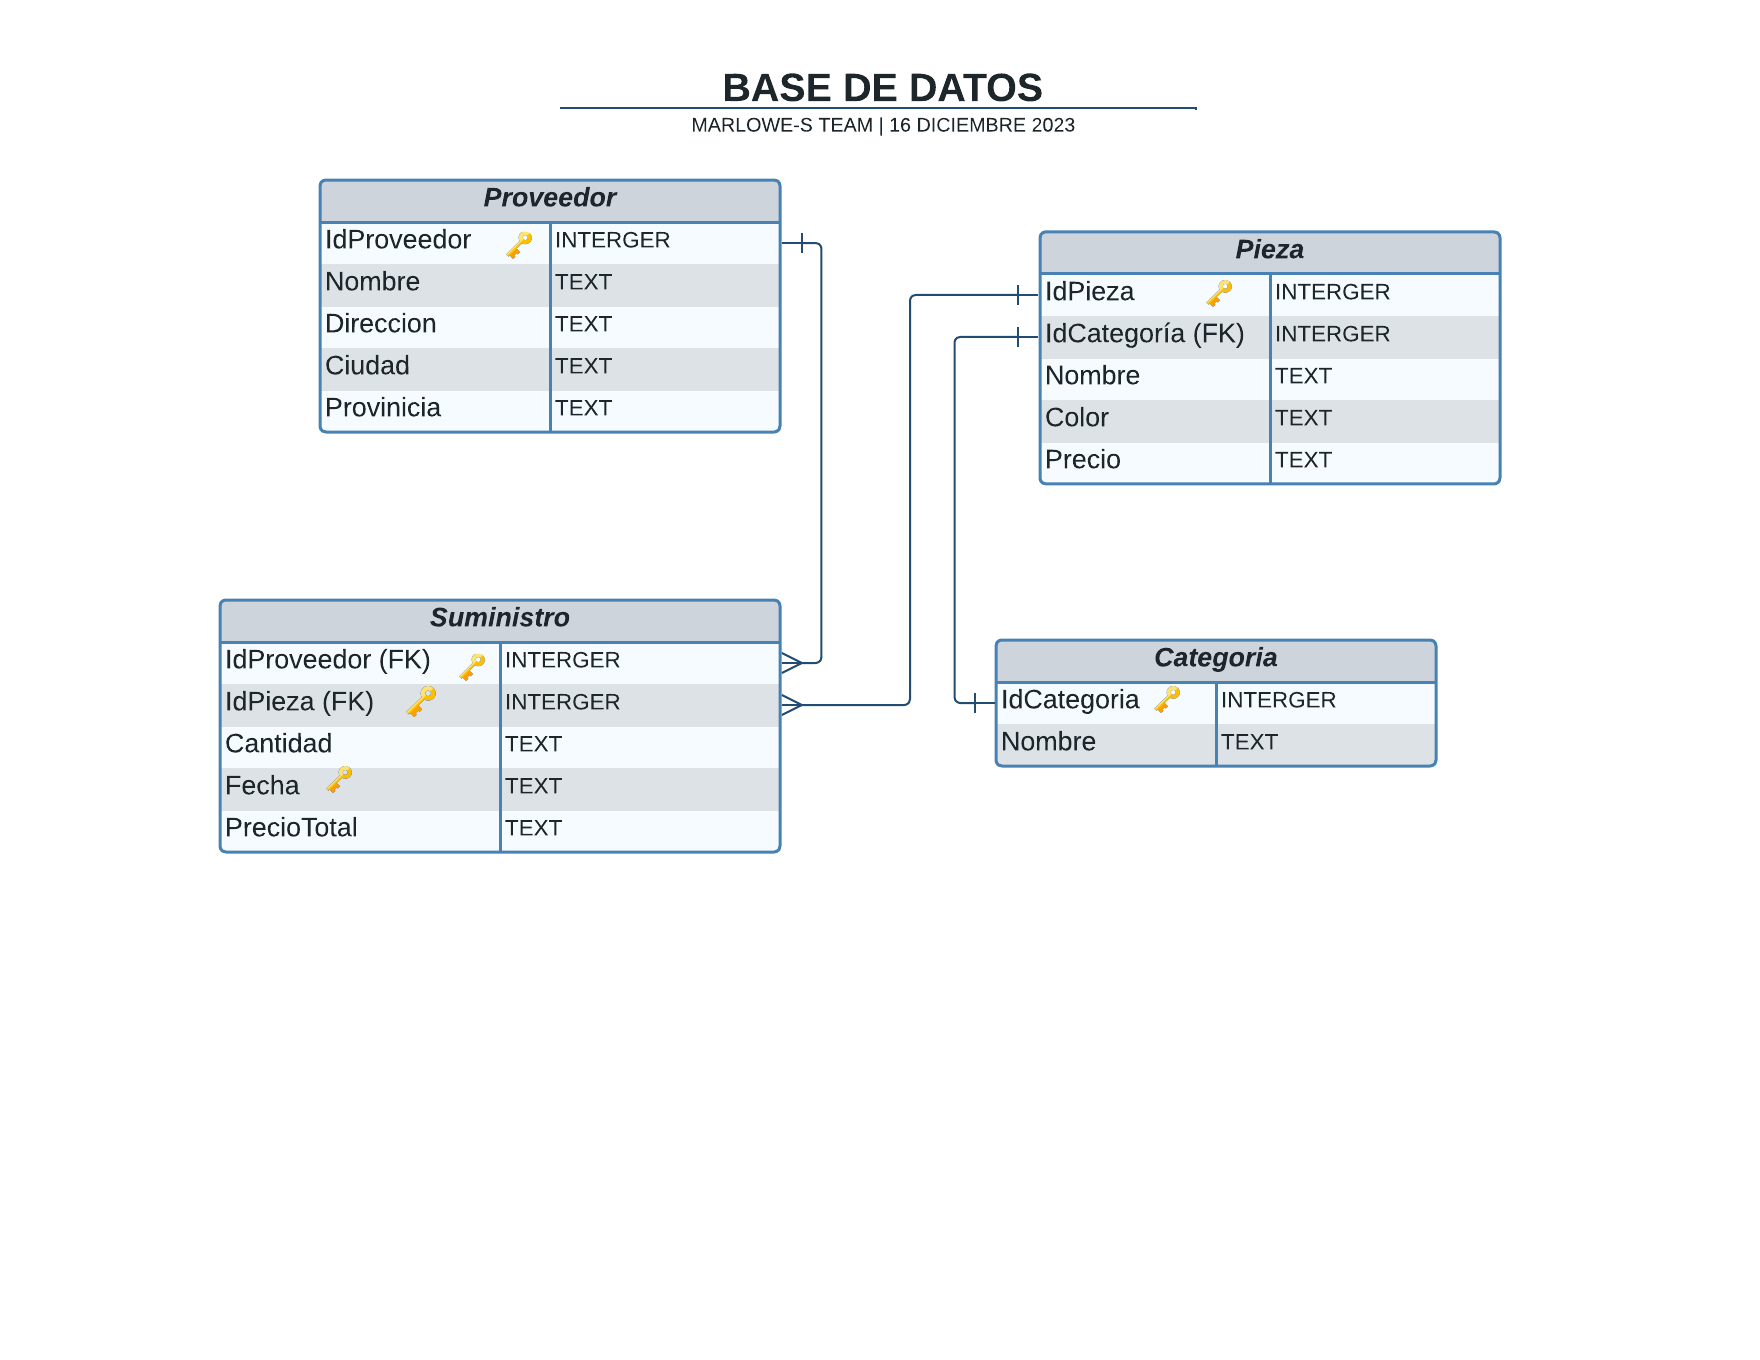 BASE DE DATOS
MARLOWE-S TEAM | 16 DICIEMBRE 2023
Proveedor
IdProveedor INTERGER
Nombre TEXT
Direccion TEXT
Ciudad TEXT
Provinicia TEXT
Pieza
IdPieza INTERGER
IdCategoría (FK) INTERGER
Nombre TEXT
Color TEXT
Precio TEXT
Suministro
IdProveedor (FK) INTERGER
IdPieza (FK) INTERGER
Cantidad TEXT
Fecha TEXT
PrecioTotal TEXT
Categoria
IdCategoria INTERGER
Nombre TEXT